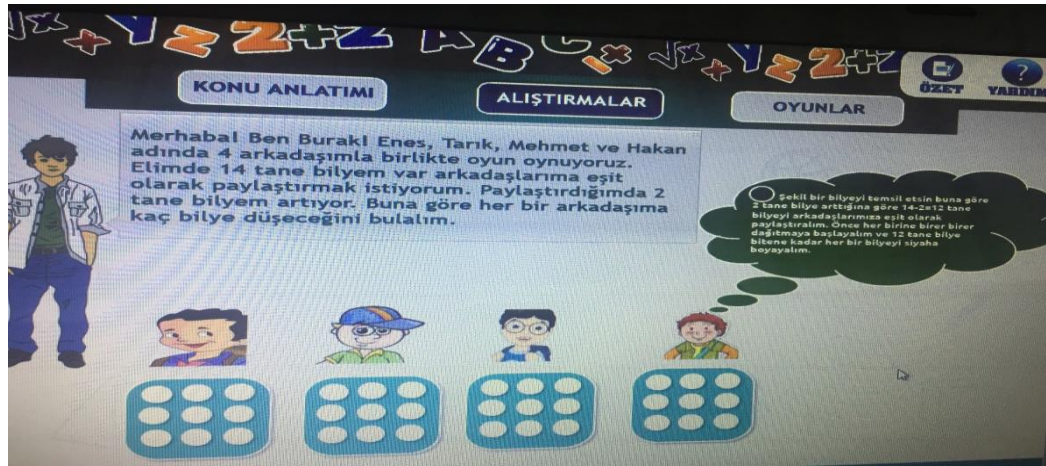 √x x Y Z 2+Z A B C x √x x Y Z 2+Z
ÖZET YARDIM
KONU ANLATIMI ALIŞTIRMALAR OYUNLAR
Merhaba! Ben Burak! Enes, Tarık, Mehmet ve Hakan
adında 4 arkadaşımla birlikte oyun oynuyoruz.
Elimde 14 tane bilyem var arkadaşlarıma eşit
olarak paylaştırmak istiyorum. Paylaştırdığımda 2
tane bilyem artıyor. Buna göre her bir arkadaşıma
kaç bilye düşeceğini bulalım.
Şekil bir bilyeyi temsil etsin buna göre
2 tane bilye arttığına göre 14-2=12 tane
bilyeyi arkadaşlarımıza eşit olarak
paylaştıralım. Önce her birine birer birer
dağıtmaya başlayalım ve 12 tane bilye
bitene kadar her bir bilyeyi siyaha
boyayalım.